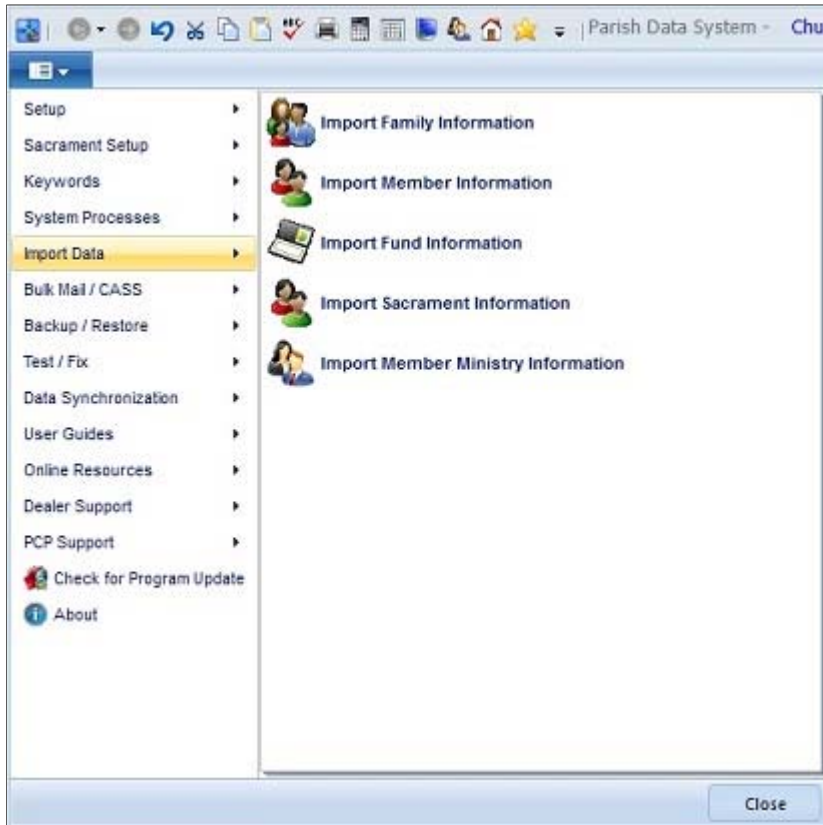 Parish Data System - Chu
Setup
Sacrament Setup
Keywords
System Processes
Import Data
Bulk Mail / CASS
Backup / Restore
Test / Fix
Data Synchronization
User Guides
Online Resources
Dealer Support
PCP Support
Check for Program Update
About
Import Family Information
Import Member Information
Import Fund Information
Import Sacrament Information
Import Member Ministry Information
Close